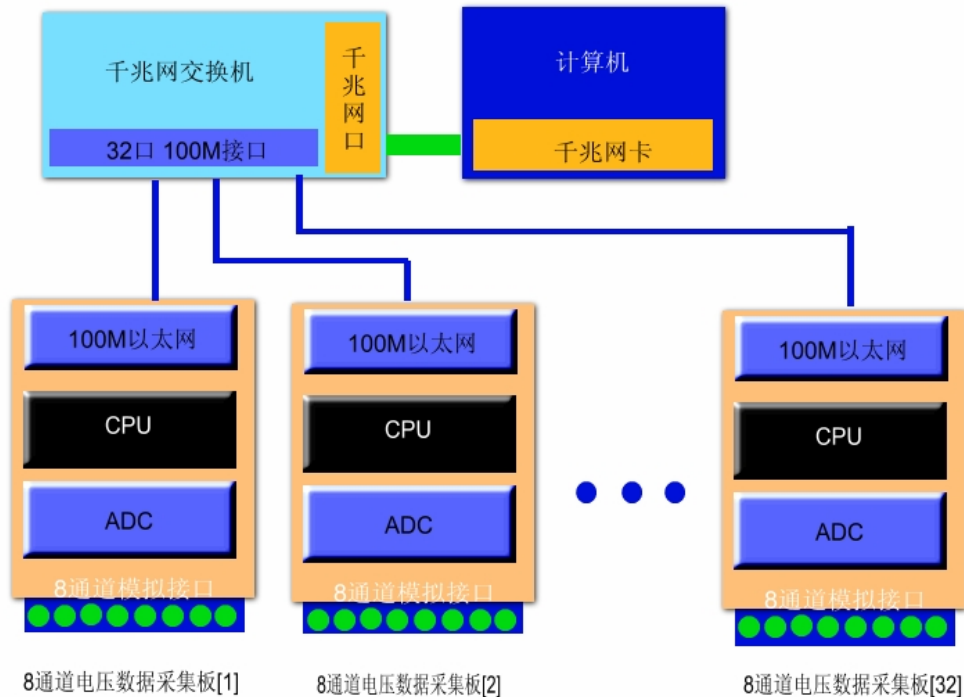 千兆网交换机
千兆网口
32口 100M接口
计算机
千兆网卡
100M以太网
CPU
ADC
8通道模拟接口
8通道电压数据采集板[1]
100M以太网
CPU
ADC
8通道模拟接口
8通道电压数据采集板[2]
100M以太网
CPU
ADC
8通道模拟接口
8通道电压数据采集板[32]